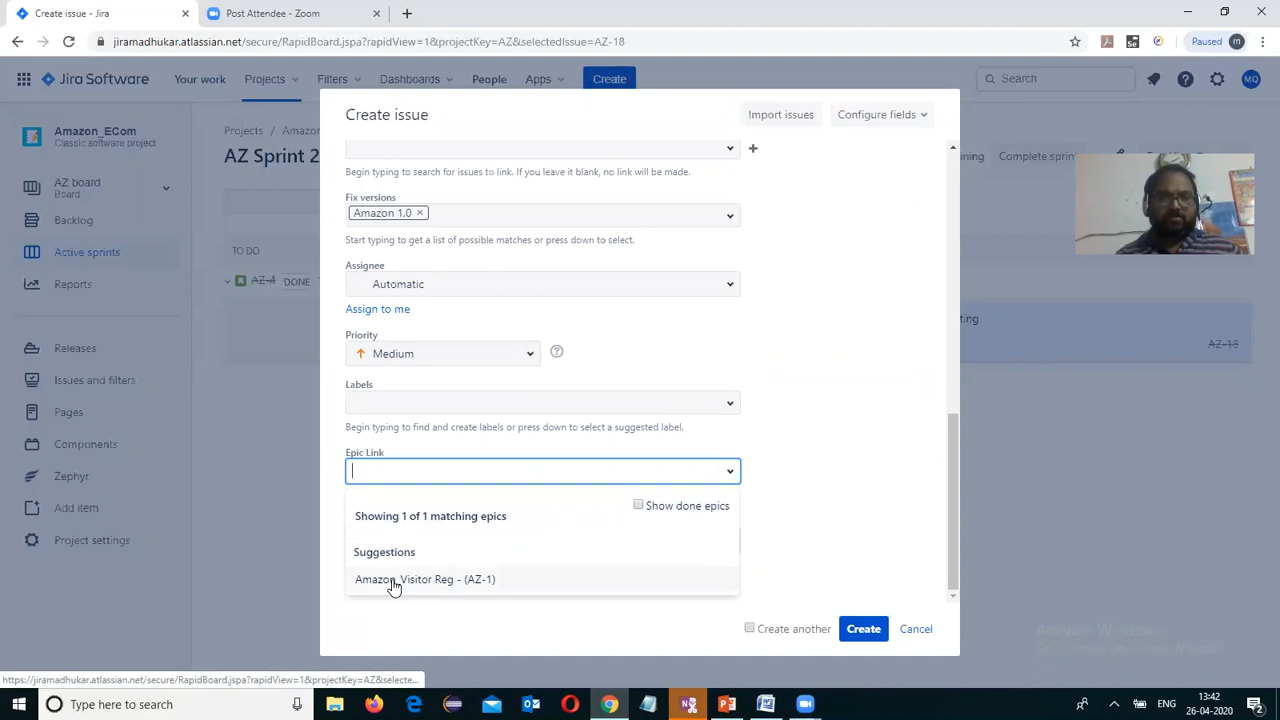 Create issue - Jira
Post Attendee - Zoom
jiramadhukar.atlassian.net/secure/RapidBoard.jspa?rapidView=1&projectKey=AZ&selectedIssue=AZ-18
Paused
m
Jira Software
Your work
Projects
Filters
Dashboards
People
Apps
Create
Search
MQ
Amazon_ECom
Classic software project
AZ board
Board
Backlog
Active sprints
Reports
Releases
Issues and filters
Pages
Components
Zephyr
Add item
Project settings
Projects / Amazon
AZ Sprint 2
TO DO
AZ-4 DONE
Complete sprint
AZ-18
Create issue
Import issues
Configure fields
Begin typing to search for issues to link. If you leave it blank, no link will be made.
Fix versions
Amazon 1.0 ×
Start typing to get a list of possible matches or press down to select.
Assignee
Automatic
Assign to me
Priority
Medium
Labels
Begin typing to find and create labels or press down to select a suggested label.
Epic Link
Show done epics
Showing 1 of 1 matching epics
Suggestions
Amazon_Visitor Reg - (AZ-1)
Create another
Create
Cancel
Activate Windows
https://jiramadhukar.atlassian.net/secure/RapidBoard.jspa?rapidView=1&projectKey=AZ&selecte...
Type here to search
ENG
13:42
26-04-2020